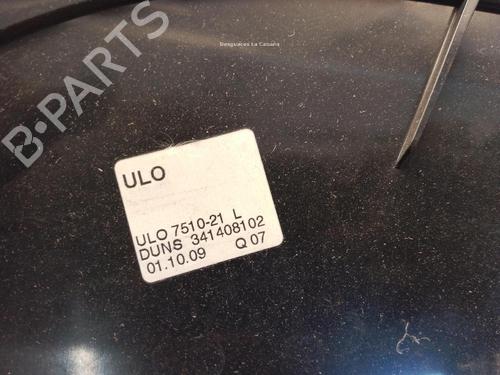 Desguaces La Cabaña
B-PARTS
ULO
ULO 7510-21 L
DUNS 341408102
01.10.09 Q 07